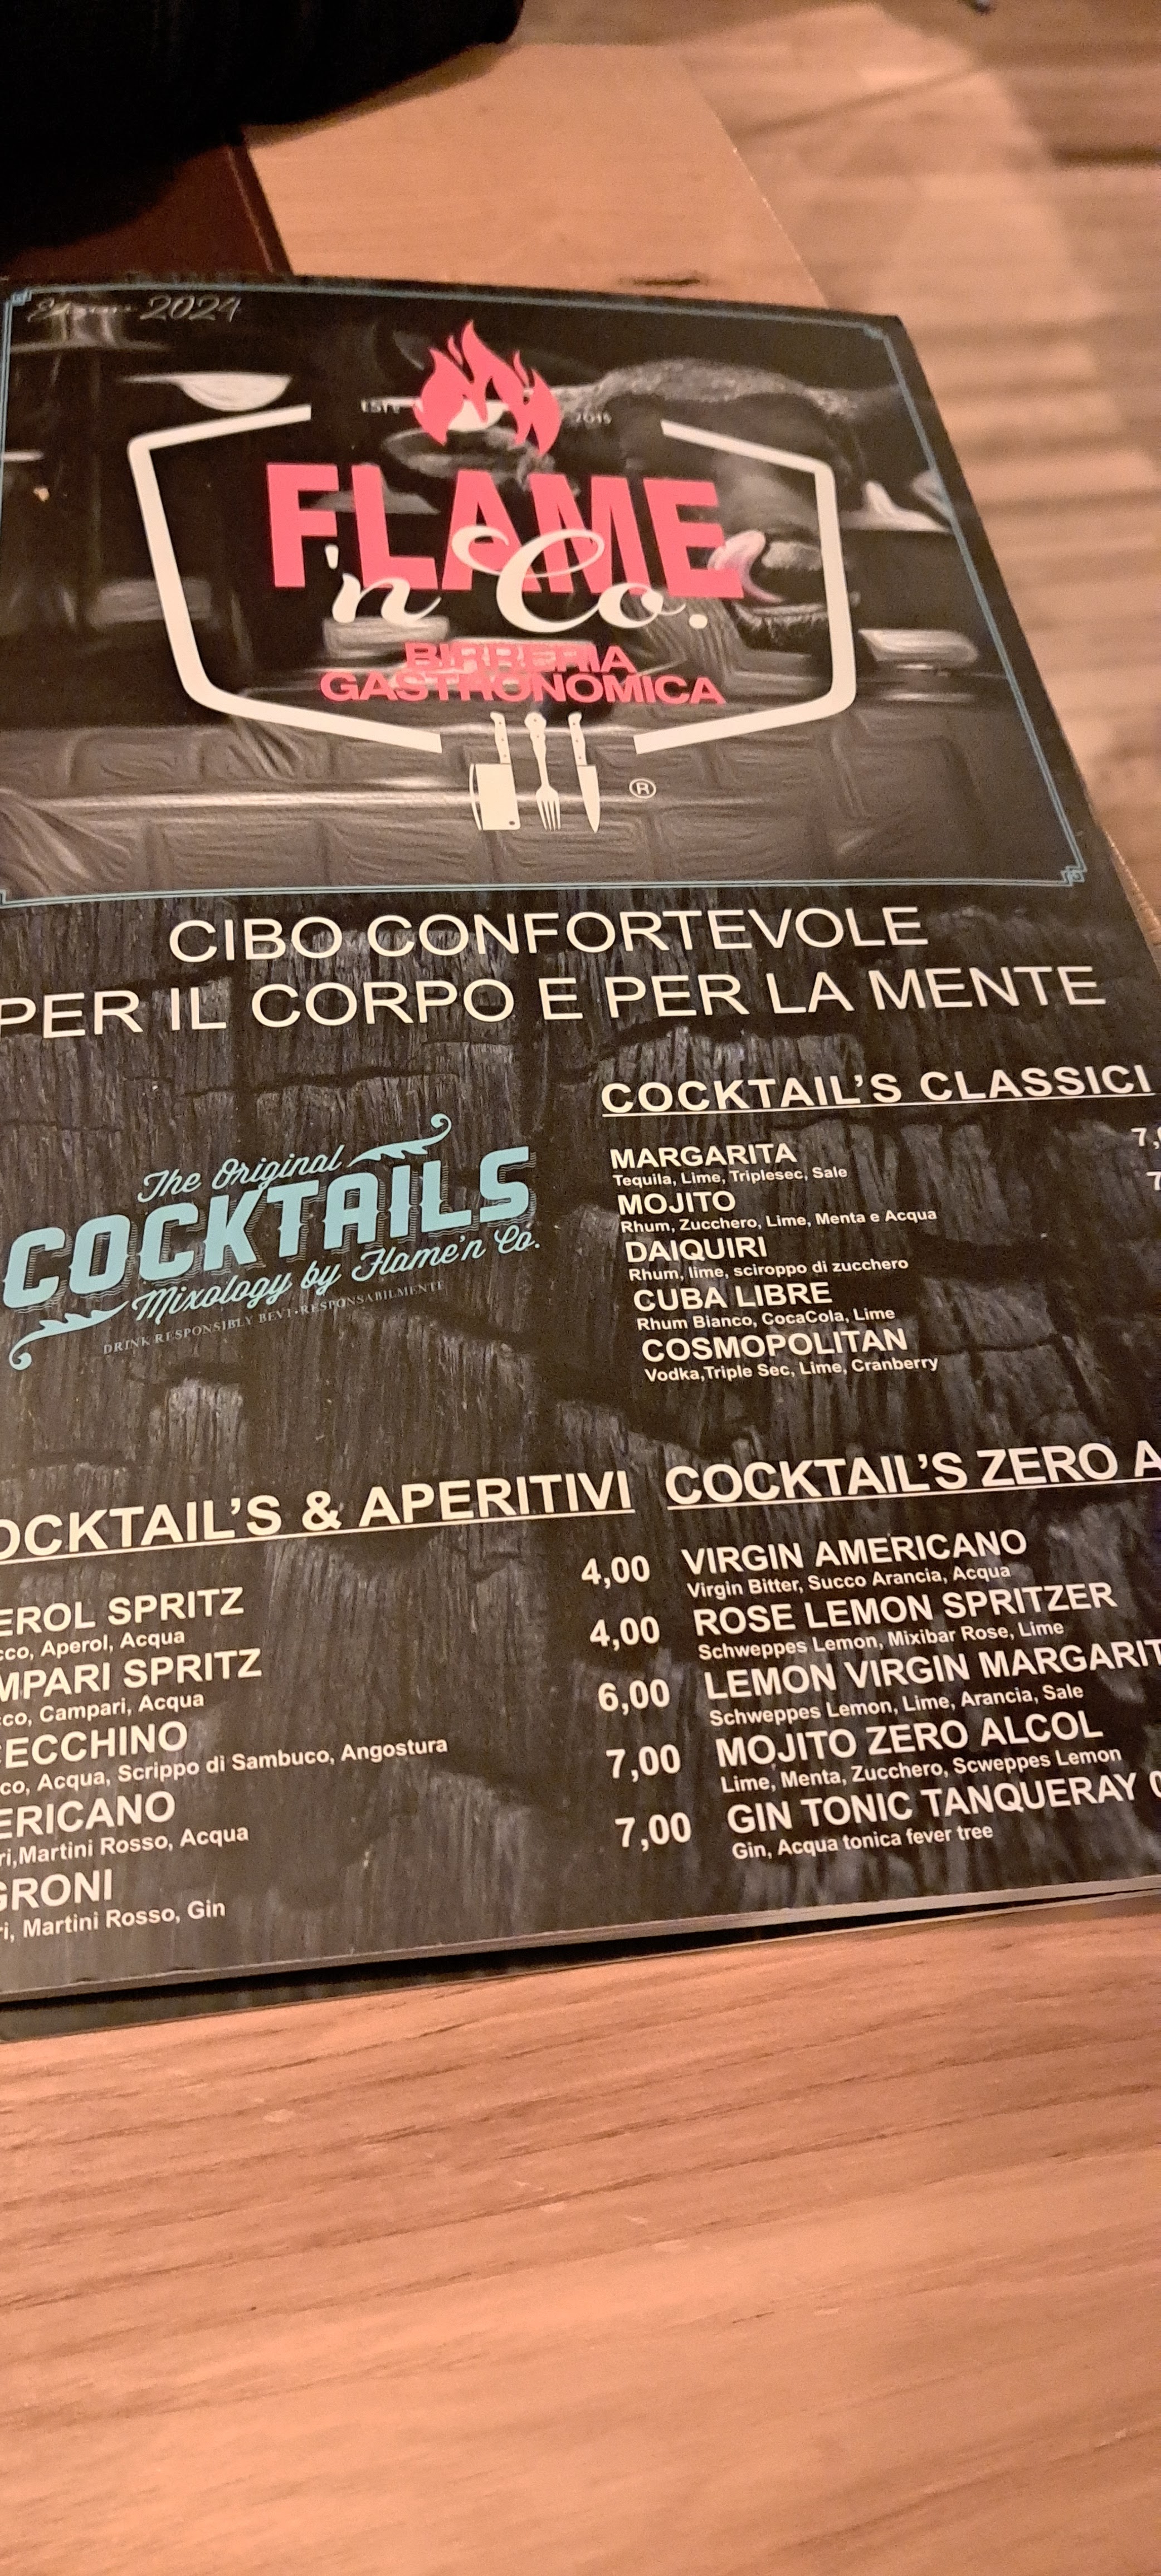 Edizione 2024
ESTD 2015
FLAME
'n Co.
BIRRERIA
GASTRONOMICA
®
CIBO CONFORTEVOLE
PER IL CORPO E PER LA MENTE
The Original
COCKTAILS
Mixology by Flame'n Co.
DRINK RESPONSIBLY BEVI RESPONSABILMENTE
COCKTAIL'S CLASSICI
MARGARITA 7,
Tequila, Lime, Triplesec, Sale
MOJITO 7
Rhum, Zucchero, Lime, Menta e Acqua
DAIQUIRI
Rhum, lime, sciroppo di zucchero
CUBA LIBRE
Rhum Bianco, CocaCola, Lime
COSMOPOLITAN
Vodka,Triple Sec, Lime, Cranberry
OCKTAIL'S & APERITIVI
EROL SPRITZ 4,00
cco, Aperol, Acqua
MPARI SPRITZ 4,00
cco, Campari, Acqua
ECCHINO 6,00
co, Acqua, Scrippo di Sambuco, Angostura
ERICANO 7,00
ri,Martini Rosso, Acqua
GRONI 7,00
ri, Martini Rosso, Gin
COCKTAIL'S ZERO A
VIRGIN AMERICANO
Virgin Bitter, Succo Arancia, Acqua
ROSE LEMON SPRITZER
Schweppes Lemon, Mixibar Rose, Lime
LEMON VIRGIN MARGARIT
Schweppes Lemon, Lime, Arancia, Sale
MOJITO ZERO ALCOL
Lime, Menta, Zucchero, Scweppes Lemon
GIN TONIC TANQUERAY 0
Gin, Acqua tonica fever tree